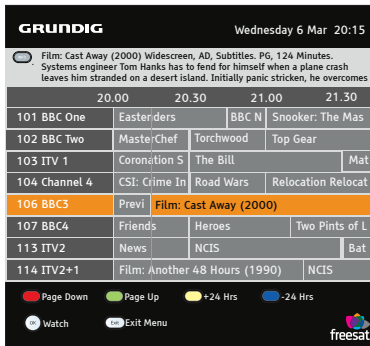 GRUNDIG
Wednesday 6 Mar 20:15
Film: Cast Away (2000) Widescreen, AD, Subtitles. PG, 124 Minutes.
Systems engineer Tom Hanks has to fend for himself when a plane crash
leaves him stranded on a desert island. Initially panic stricken, he overcomes
20.00 20.30 21.00 21.30
101 BBC One Eastenders BBC N Snooker: The Mas
102 BBC Two MasterChef Torchwood Top Gear
103 ITV 1 Coronation S The Bill Mat
104 Channel 4 CSI: Crime In Road Wars Relocation Relocat
106 BBC3 Previ Film: Cast Away (2000)
107 BBC4 Friends Heroes Two Pints of L
113 ITV2 News NCIS Bat
114 ITV2+1 Film: Another 48 Hours (1990) NCIS
Page Down Page Up +24 Hrs -24 Hrs
OK Watch Exit Exit Menu
freesat